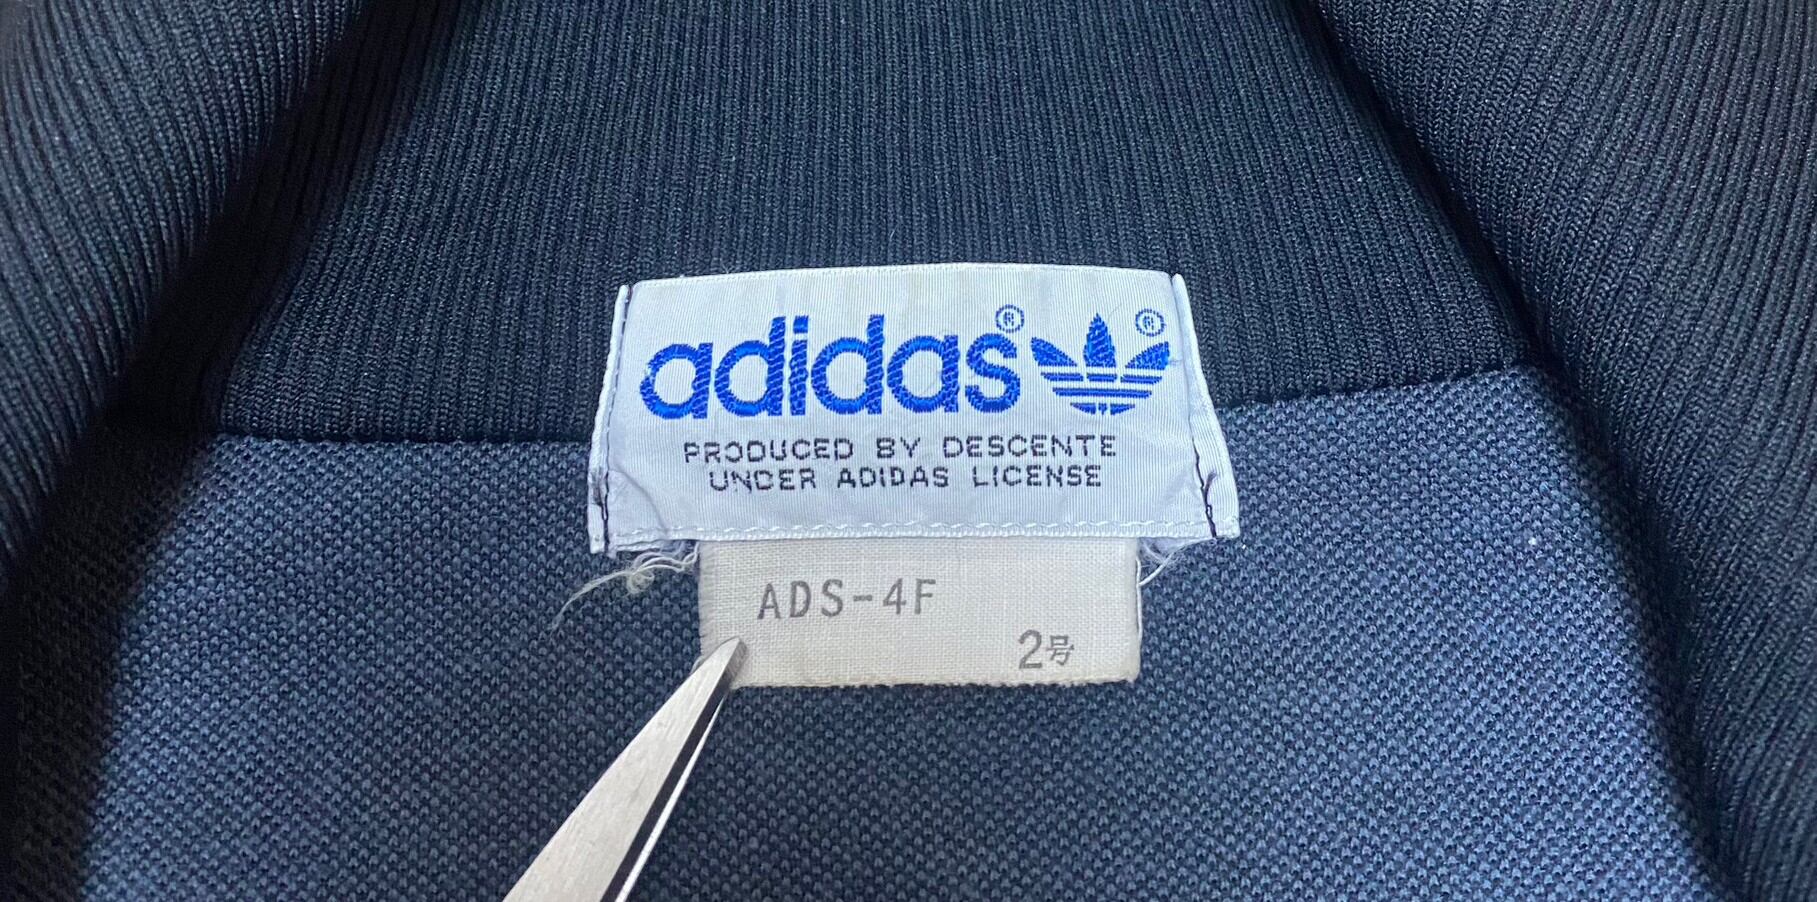 adidas®®
PRODUCED BY DESCENTE
UNDER ADIDAS LICENSE
ADS-4F
2号